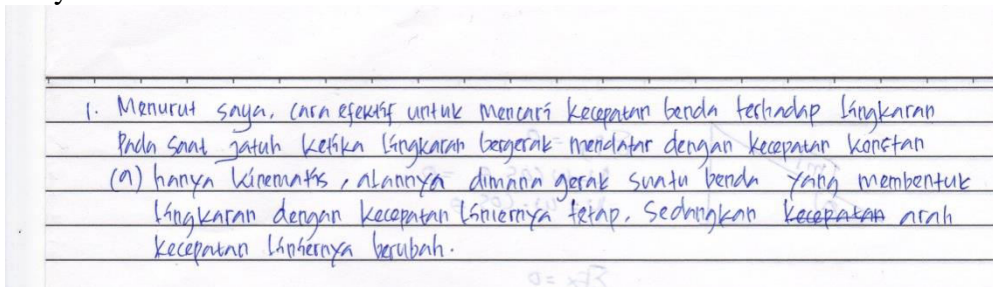 1. Menurut saya, cara efektif untuk mencari kecepatan benda terhadap lingkaran
Pada saat jatuh ketika lingkaran bergerak mendatar dengan kecepatan konstan
(a) hanya kinematis, alannya dimana gerak suatu benda yang membentuk
lingkaran dengan kecepatan liniernya tetap, sedangkan kecepatan arah
kecepatan liniernya berubah.
ΣFx = 0